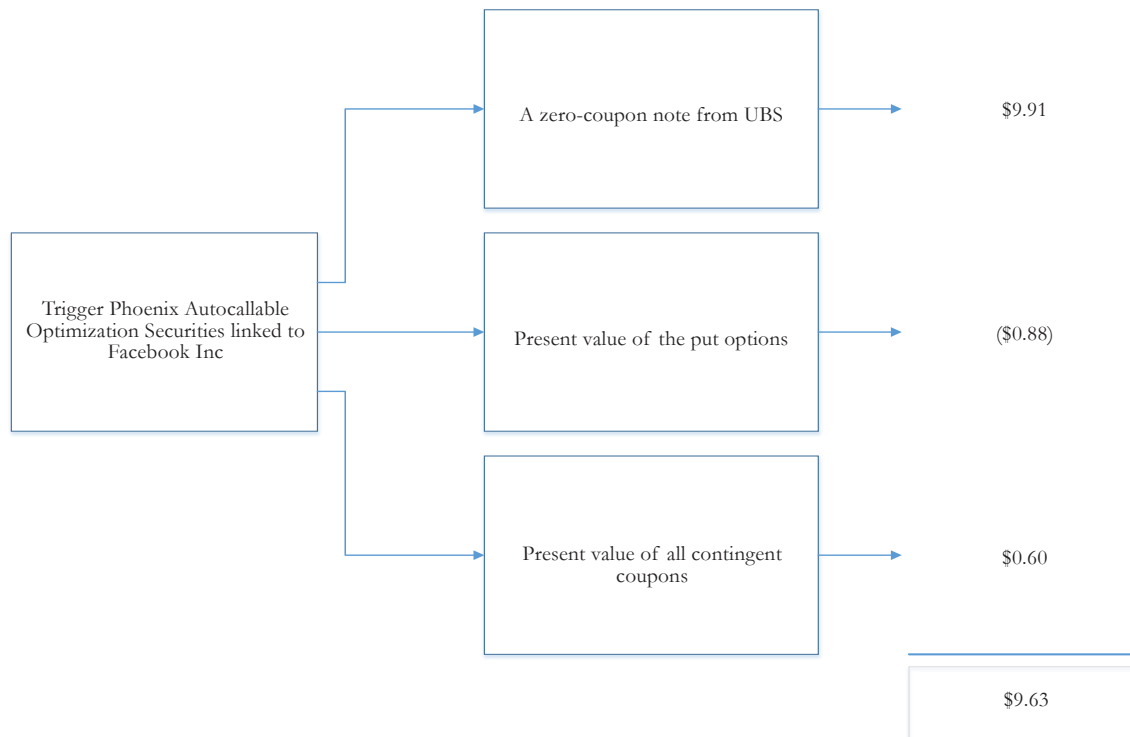 A zero-coupon note from UBS
$9.91
Trigger Phoenix Autocallable
Optimization Securities linked to
Facebook Inc
Present value of the put options
($0.88)
Present value of all contingent
coupons
$0.60
$9.63